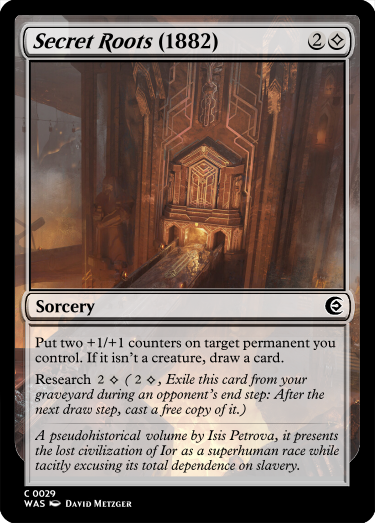 Secret Roots (1882) 2
Sorcery
Put two +1/+1 counters on target permanent you
control. If it isn't a creature, draw a card.
Research 2 ( 2 , Exile this card from your
graveyard during an opponent's end step: After the
next draw step, cast a free copy of it.)
A pseudohistorical volume by Isis Petrova, it presents
the lost civilization of Ior as a superhuman race while
tacitly excusing its total dependence on slavery.
C 0029
WAS David Metzger